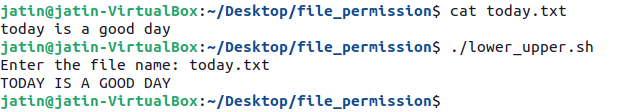 jatin@jatin-VirtualBox:~/Desktop/file_permission$ cat today.txt
today is a good day
jatin@jatin-VirtualBox:~/Desktop/file_permission$ ./lower_upper.sh
Enter the file name: today.txt
TODAY IS A GOOD DAY
jatin@jatin-VirtualBox:~/Desktop/file_permission$